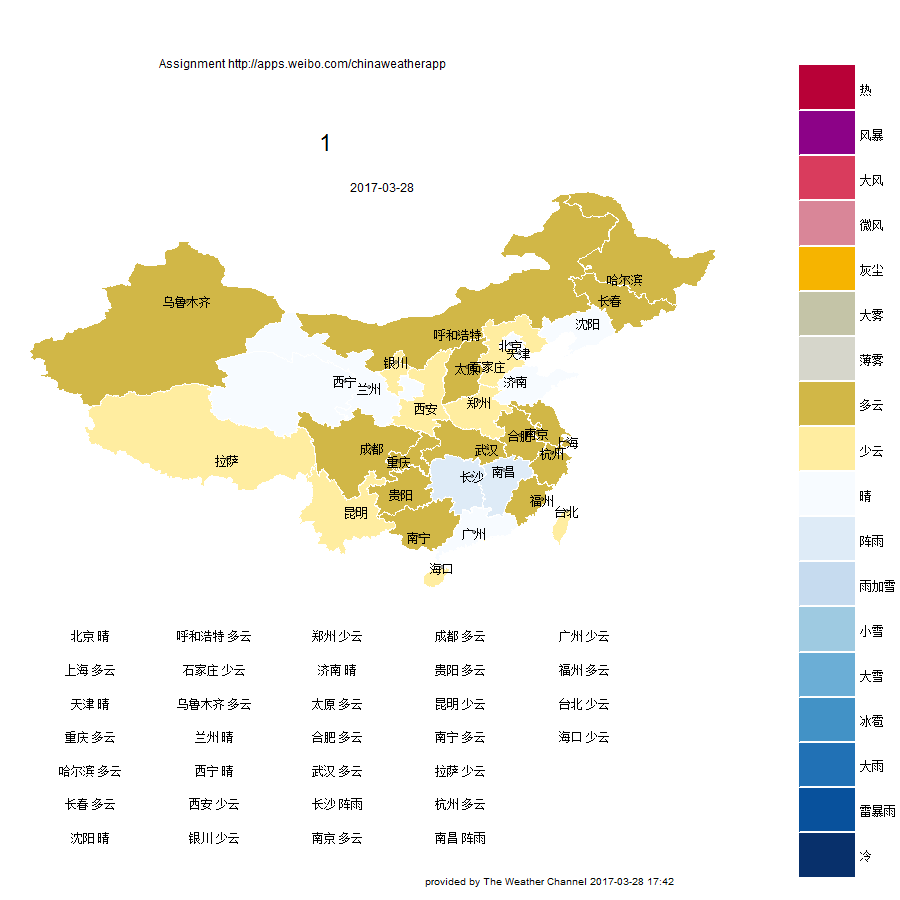 Assignment http://apps.weibo.com/chinaweatherapp
1
2017-03-28
热
风暴
大风
微风
灰尘
大雾
薄雾
多云
少云
晴
阵雨
雨加雪
小雪
大雪
冰雹
大雨
雷暴雨
冷
哈尔滨
乌鲁木齐
长春
沈阳
呼和浩特
北京
天津
银川
太原
石家庄
西宁
兰州
济南
西安
郑州
合肥
南京
上海
成都
武汉
杭州
重庆
拉萨
长沙
南昌
贵阳
福州
昆明
台北
南宁
广州
海口
北京 晴 呼和浩特 多云 郑州 少云 成都 多云 广州 少云
上海 多云 石家庄 少云 济南 晴 贵阳 多云 福州 多云
天津 晴 乌鲁木齐 多云 太原 多云 昆明 少云 台北 少云
重庆 多云 兰州 晴 合肥 多云 南宁 多云 海口 少云
哈尔滨 多云 西宁 晴 武汉 多云 拉萨 少云
长春 多云 西安 少云 长沙 阵雨 杭州 多云
沈阳 晴 银川 少云 南京 多云 南昌 阵雨
provided by The Weather Channel 2017-03-28 17:42